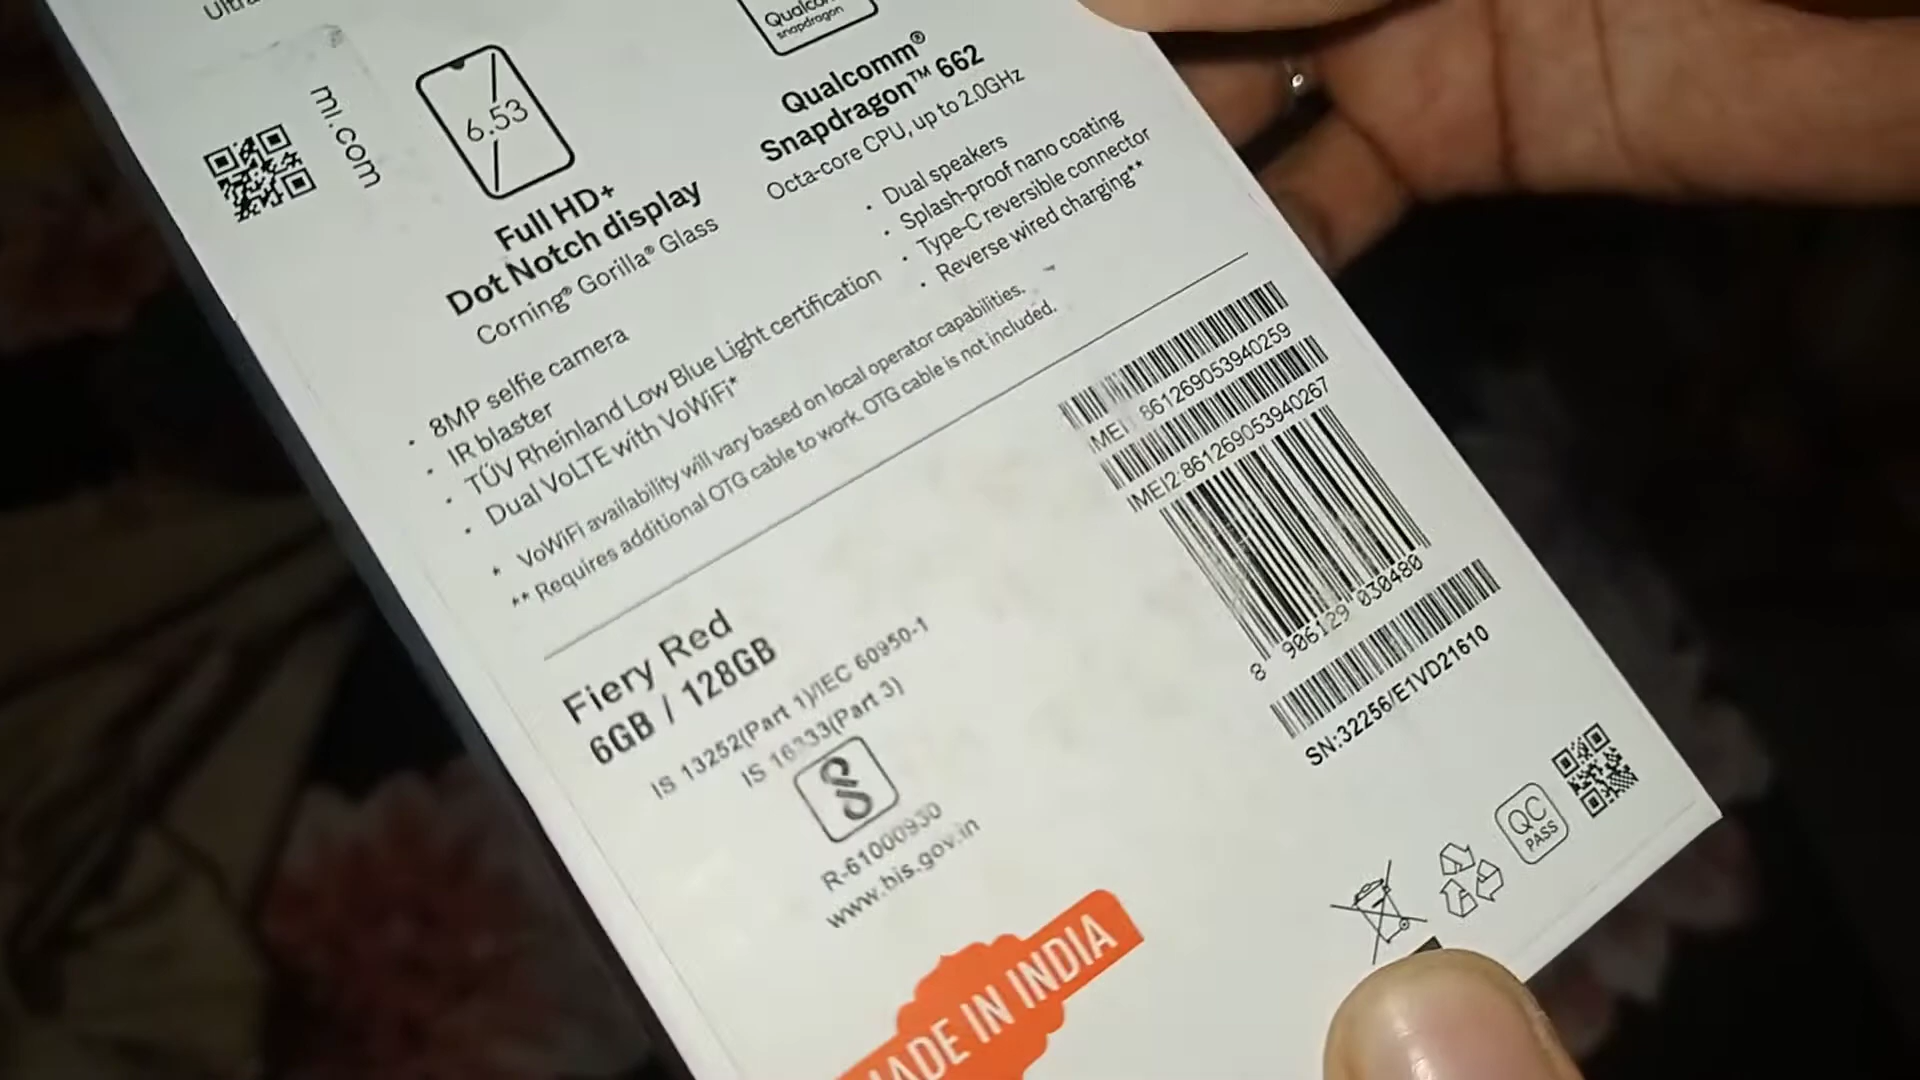 mi.com
6.53
Full HD+
Dot Notch display
Corning® Gorilla® Glass
Qualcomm
snapdragon
Qualcomm®
Snapdragon™ 662
Octa-core CPU, up to 2.0GHz
· 8MP selfie camera
· IR blaster
· TÜV Rheinland Low Blue Light certification
· Dual VoLTE with VoWiFi*
· Dual speakers
· Splash-proof nano coating
· Type-C reversible connector
· Reverse wired charging**
* VoWiFi availability will vary based on local operator capabilities.
** Requires additional OTG cable to work. OTG cable is not included.
Fiery Red
6GB / 128GB
IS 13252(Part 1)/IEC 60950-1
IS 16333(Part 3)
R-61000930
www.bis.gov.in
MADE IN INDIA
861269053940259
IMEI2:861269053940267
8 906129 030480
SN:32256/E1VD21610
QC
PASS